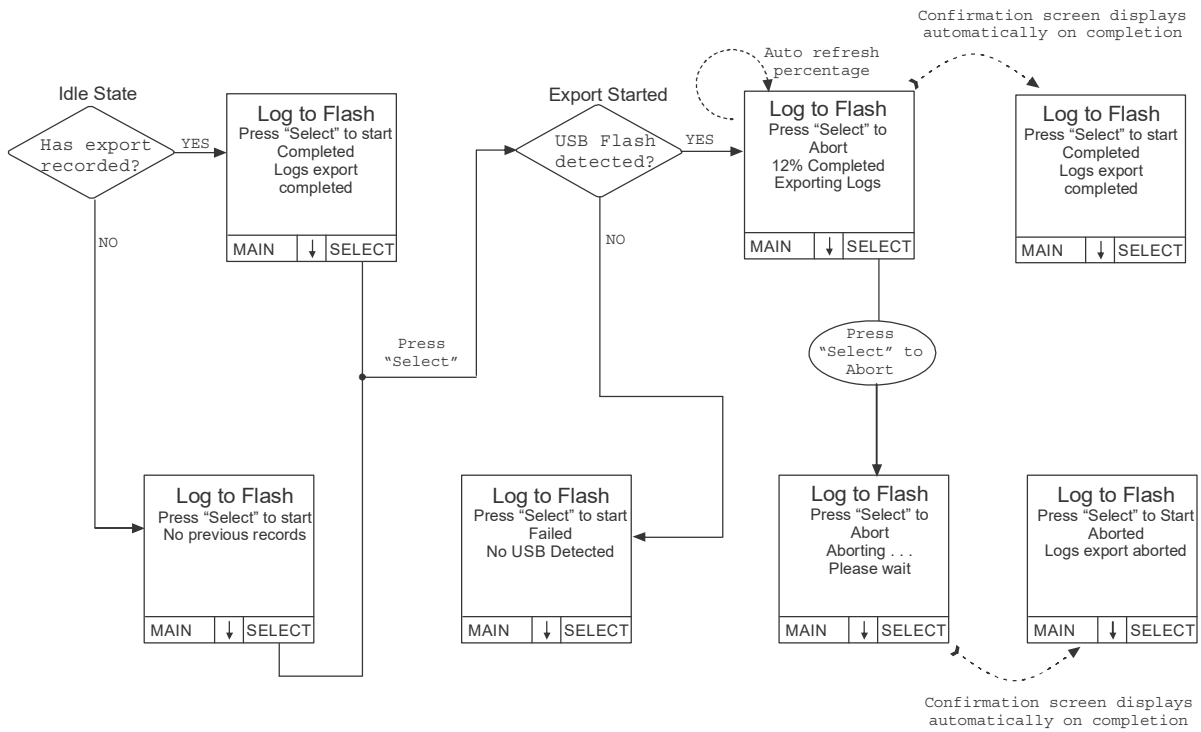 Confirmation screen displays
automatically on completion
Auto refresh
percentage
Idle State
Has export
recorded?
YES
NO
Log to Flash
Press “Select” to start
Completed
Logs export
completed
MAIN ↓ SELECT
Press
“Select”
Export Started
USB Flash
detected?
YES
NO
Log to Flash
Press “Select” to
Abort
12% Completed
Exporting Logs
MAIN ↓ SELECT
Log to Flash
Press “Select” to start
Completed
Logs export
completed
MAIN ↓ SELECT
Press
“Select” to
Abort
Log to Flash
Press “Select” to start
No previous records
MAIN ↓ SELECT
Log to Flash
Press “Select” to start
Failed
No USB Detected
MAIN ↓ SELECT
Log to Flash
Press “Select” to
Abort
Aborting . . .
Please wait
MAIN ↓ SELECT
Log to Flash
Press “Select” to Start
Aborted
Logs export aborted
MAIN ↓ SELECT
Confirmation screen displays
automatically on completion